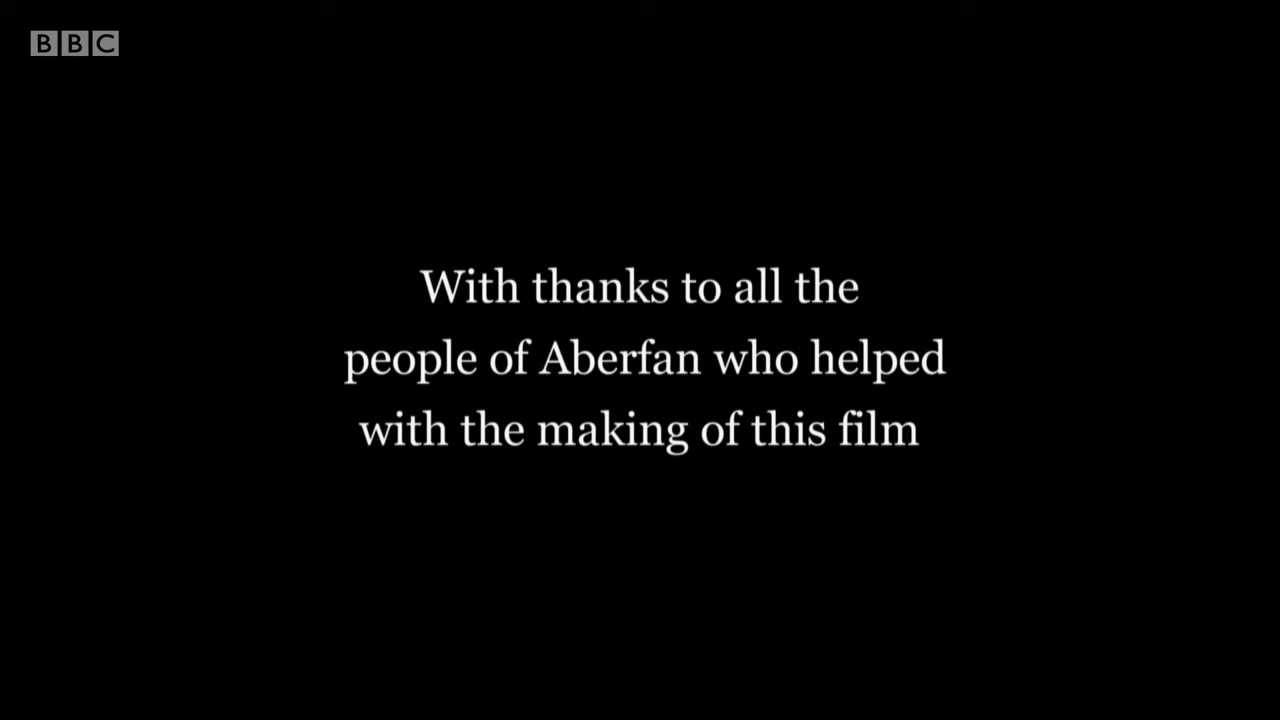 BBC
With thanks to all the
people of Aberfan who helped
with the making of this film